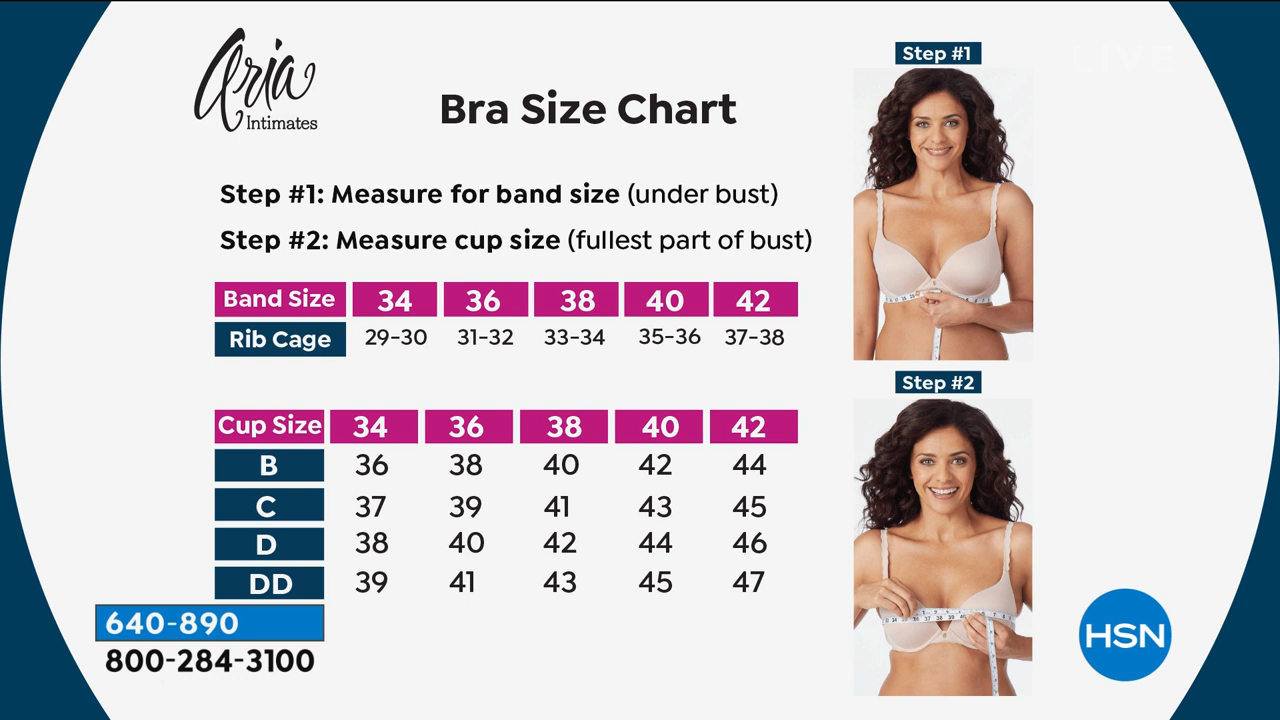 Aria
Intimates
Bra Size Chart
Step #1: Measure for band size (under bust)
Step #2: Measure cup size (fullest part of bust)
Band Size 34 36 38 40 42
Rib Cage 29-30 31-32 33-34 35-36 37-38
Cup Size 34 36 38 40 42
B 36 38 40 42 44
C 37 39 41 43 45
D 38 40 42 44 46
DD 39 41 43 45 47
640-890
800-284-3100
Step #1
LIVE
Step #2
HSN